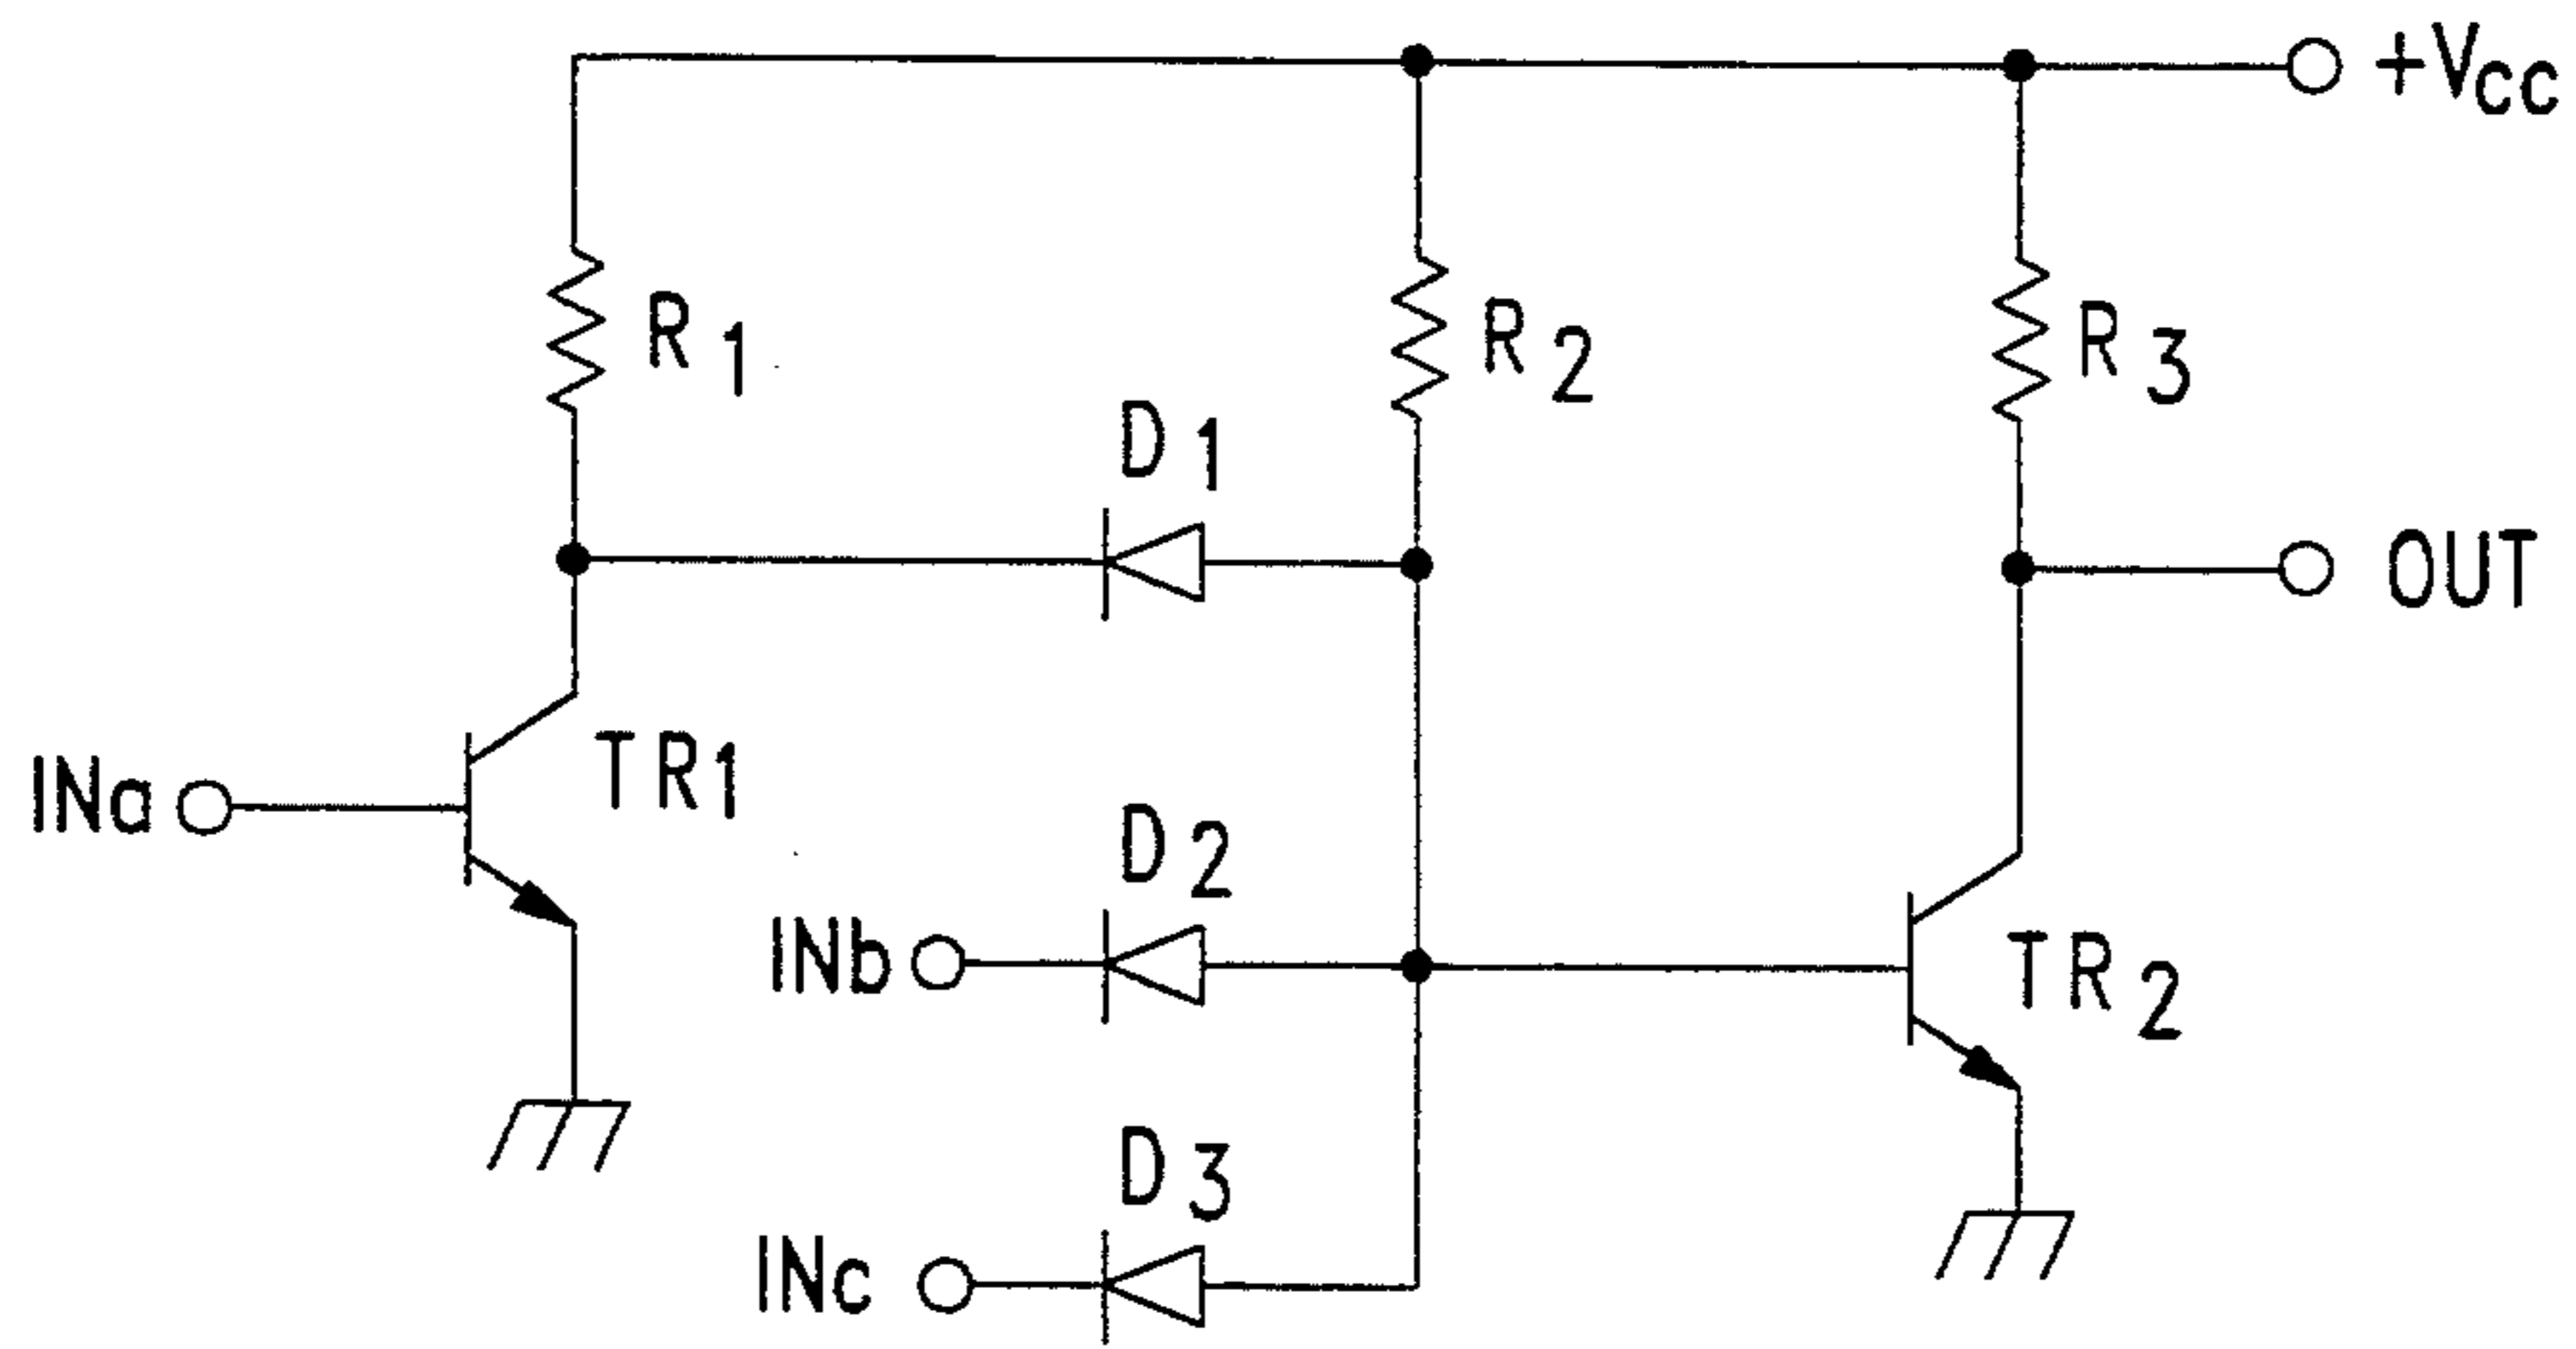 +Vcc
R1
R2
R3
D1
OUT
TR1
INa
D2
INb
TR2
D3
INc